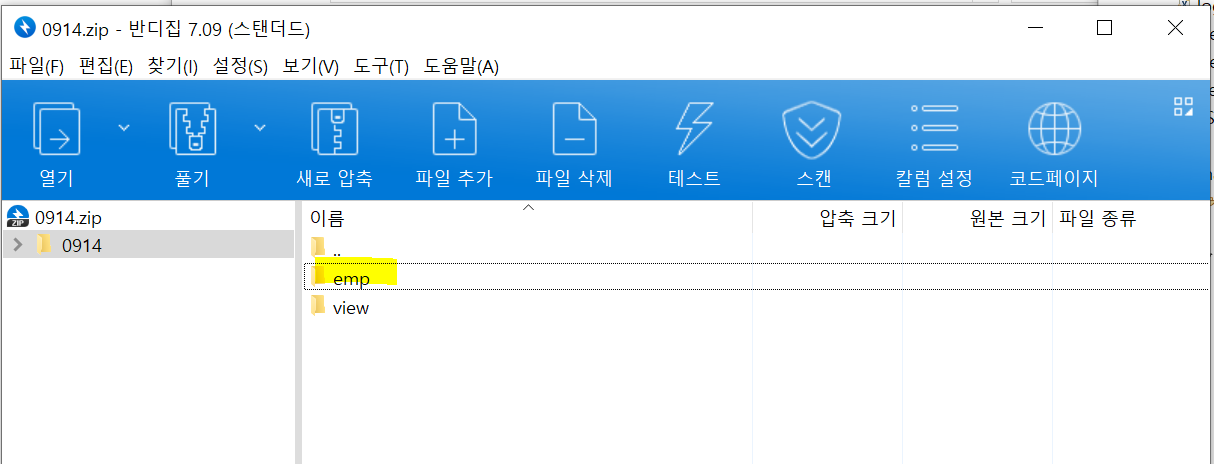 0914.zip - 반디집 7.09 (스탠더드)
파일(F) 편집(E) 찾기(I) 설정(S) 보기(V) 도구(T) 도움말(A)
열기 풀기 새로 압축 파일 추가 파일 삭제 테스트 스캔 칼럼 설정 코드페이지
0914.zip
0914
이름 압축 크기 원본 크기 파일 종류
..
emp
view